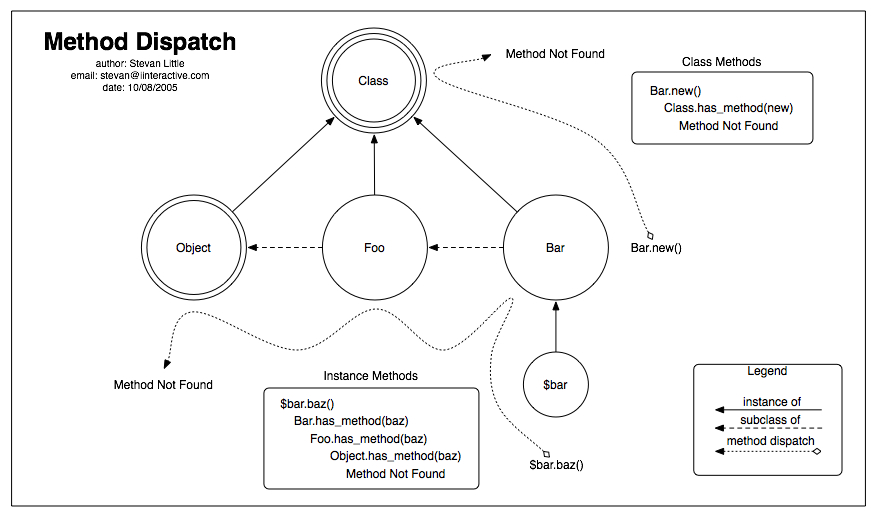 Method Dispatch
author: Stevan Little
email: stevan@iinteractive.com
date: 10/08/2005
Class
Method Not Found
Class Methods
Bar.new()
Class.has_method(new)
Method Not Found
Object
Foo
Bar
Bar.new()
Method Not Found
Instance Methods
$bar.baz()
Bar.has_method(baz)
Foo.has_method(baz)
Object.has_method(baz)
Method Not Found
$bar
$bar.baz()
Legend
instance of
subclass of
method dispatch